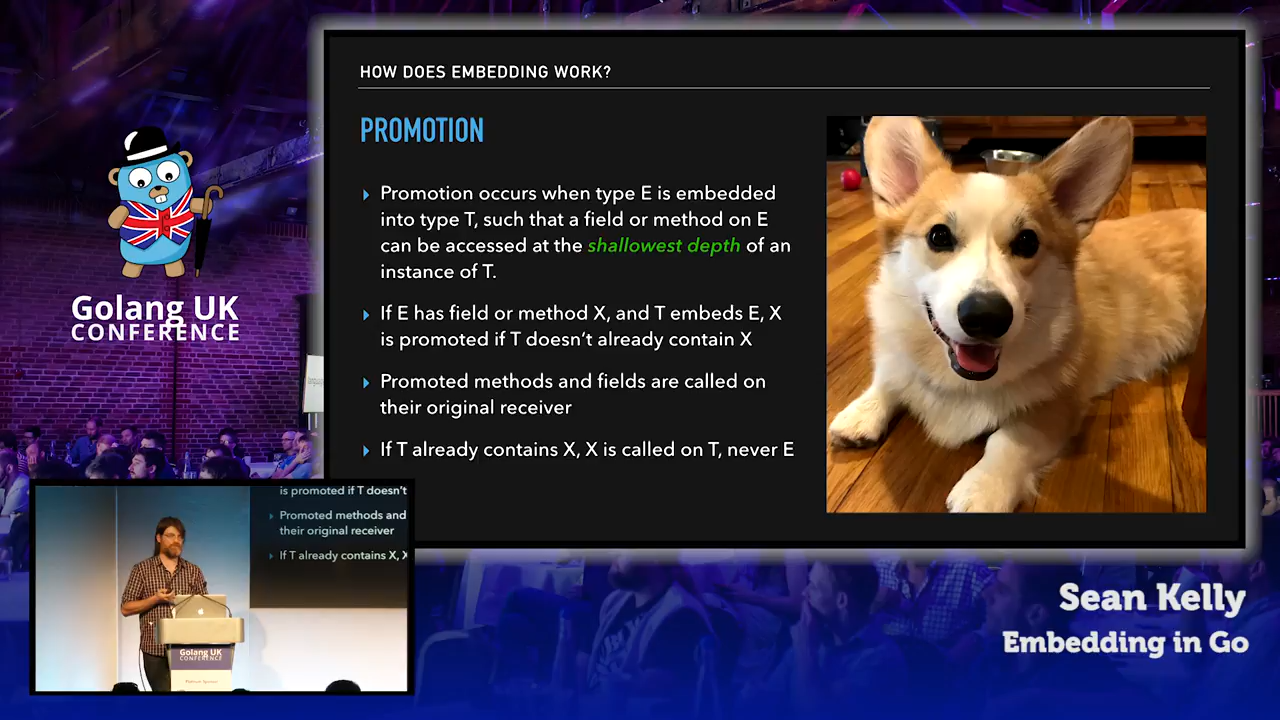 HOW DOES EMBEDDING WORK?
PROMOTION
Promotion occurs when type E is embedded
into type T, such that a field or method on E
can be accessed at the shallowest depth of an
instance of T.
If E has field or method X, and T embeds E, X
is promoted if T doesn't already contain X
Promoted methods and fields are called on
their original receiver
If T already contains X, X is called on T, never E
Golang UK
CONFERENCE
is promoted if T doesn't
Promoted methods and
their original receiver
If T already contains X, X
Golang UK
CONFERENCE
Platinum Sponsor
Sean Kelly
Embedding in Go